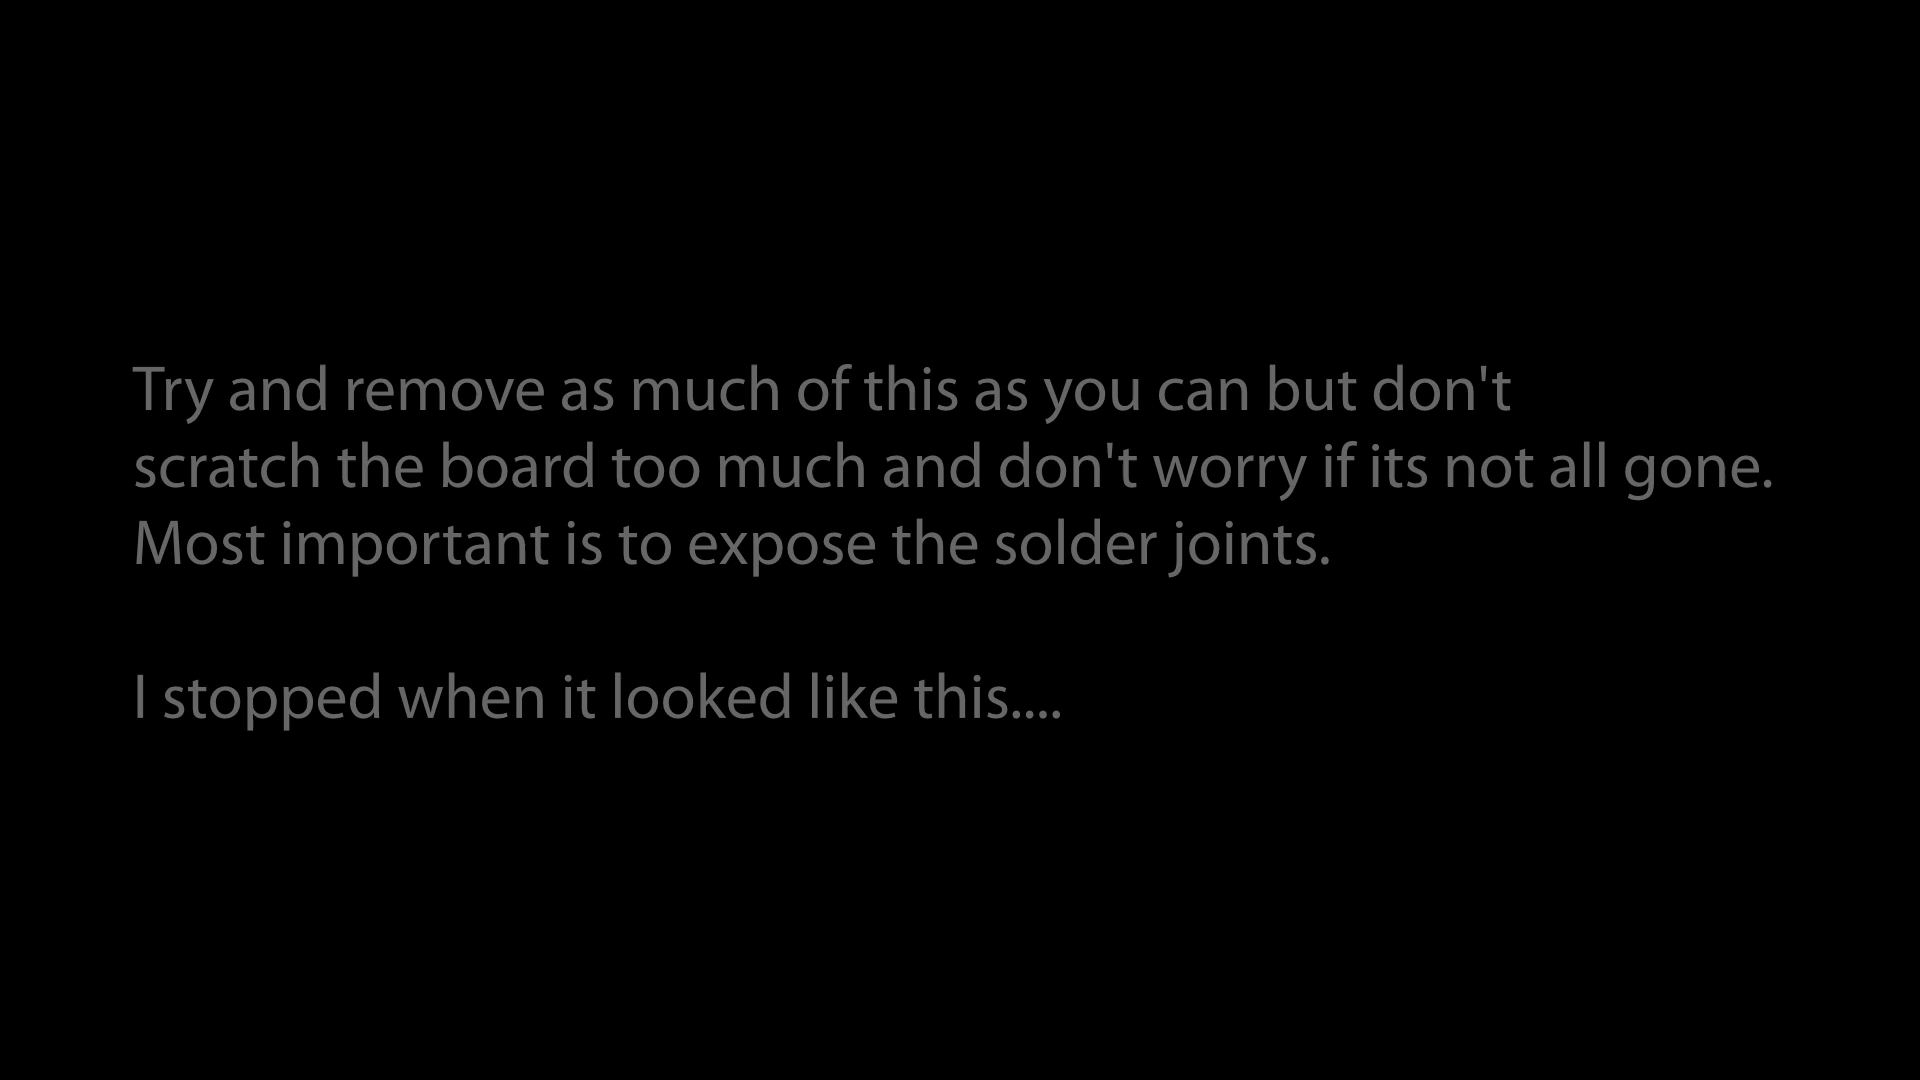 Try and remove as much of this as you can but don't
scratch the board too much and don't worry if its not all gone.
Most important is to expose the solder joints.
I stopped when it looked like this....